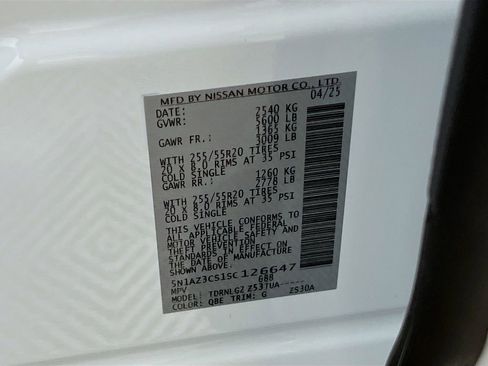 MFD BY NISSAN MOTOR CO., LTD.
DATE: 04/25
GVWR: 2540 KG
5600 LB
GAWR FR.: 1365 KG
3009 LB
WITH 255/55R20 TIRES
20 X 8.0 RIMS AT 35 PSI
COLD SINGLE
GAWR RR.: 1260 KG
2778 LB
WITH 255/55R20 TIRES
20 X 8.0 RIMS AT 35 PSI
COLD SINGLE
THIS VEHICLE CONFORMS TO
ALL APPLICABLE FEDERAL
MOTOR VEHICLE SAFETY AND
THEFT PREVENTION
STANDARDS IN EFFECT ON
THE DATE OF MANUFACTURE
5N1AZ3CS1SC126647
MPV 688
MODEL: TDRNLGZ Z53TUA-----
COLOR: QBE TRIM: G Z530A